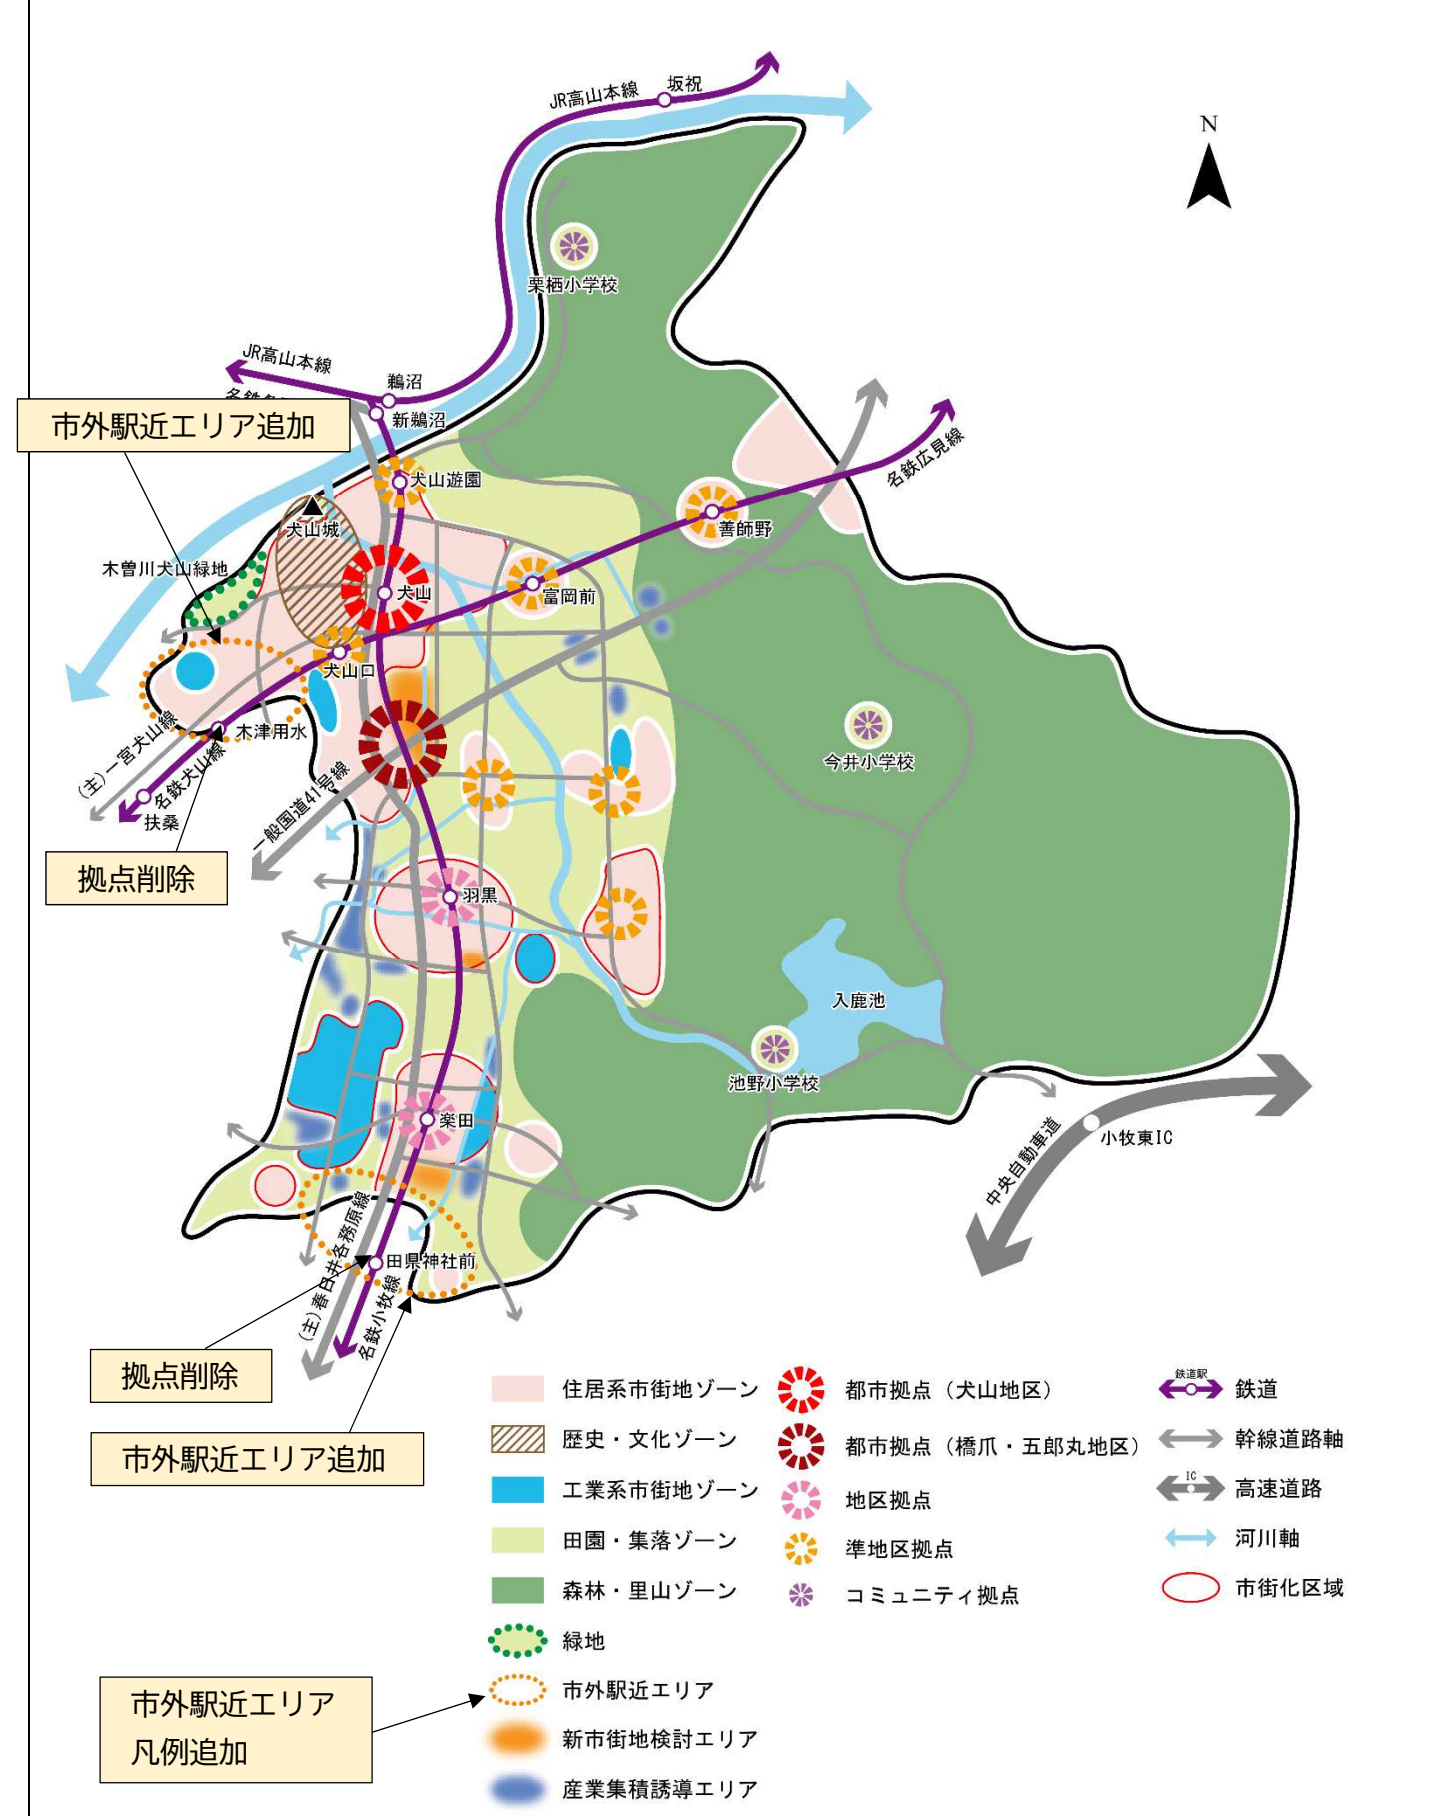 JR高山本線
坂祝
N
栗栖小学校
JR高山本線
鵜沼
新鵜沼
市外駅近エリア追加
名鉄広見線
犬山遊園
善師野
犬山城
木曽川犬山緑地
犬山
富岡前
犬山口
木津用水
(主)一宮犬山線
名鉄犬山線
扶桑
一般国道41号線
今井小学校
拠点削除
羽黒
入鹿池
池野小学校
楽田
小牧東IC
中央自動車道
(主)春日井各務原線
田県神社前
名鉄小牧線
拠点削除
市外駅近エリア追加
住居系市街地ゾーン
歴史・文化ゾーン
工業系市街地ゾーン
田園・集落ゾーン
森林・里山ゾーン
緑地
市外駅近エリア
新市街地検討エリア
産業集積誘導エリア
都市拠点（犬山地区）
都市拠点（橋爪・五郎丸地区）
地区拠点
準地区拠点
コミュニティ拠点
鉄道駅
鉄道
幹線道路軸
IC
高速道路
河川軸
市街化区域
市外駅近エリア
凡例追加